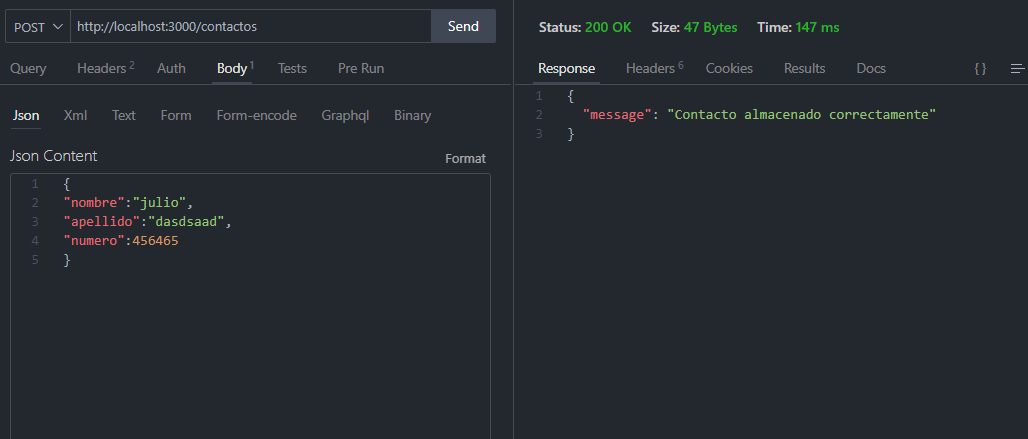 POST http://localhost:3000/contactos Send
Query Headers 2 Auth Body 1 Tests Pre Run
Json Xml Text Form Form-encode Graphql Binary
Json Content
Format
1 {
2 "nombre":"julio",
3 "apellido":"dasdsaad",
4 "numero":456465
5 }
Status: 200 OK Size: 47 Bytes Time: 147 ms
Response Headers 6 Cookies Results Docs { }
1 {
2 "message": "Contacto almacenado correctamente"
3 }